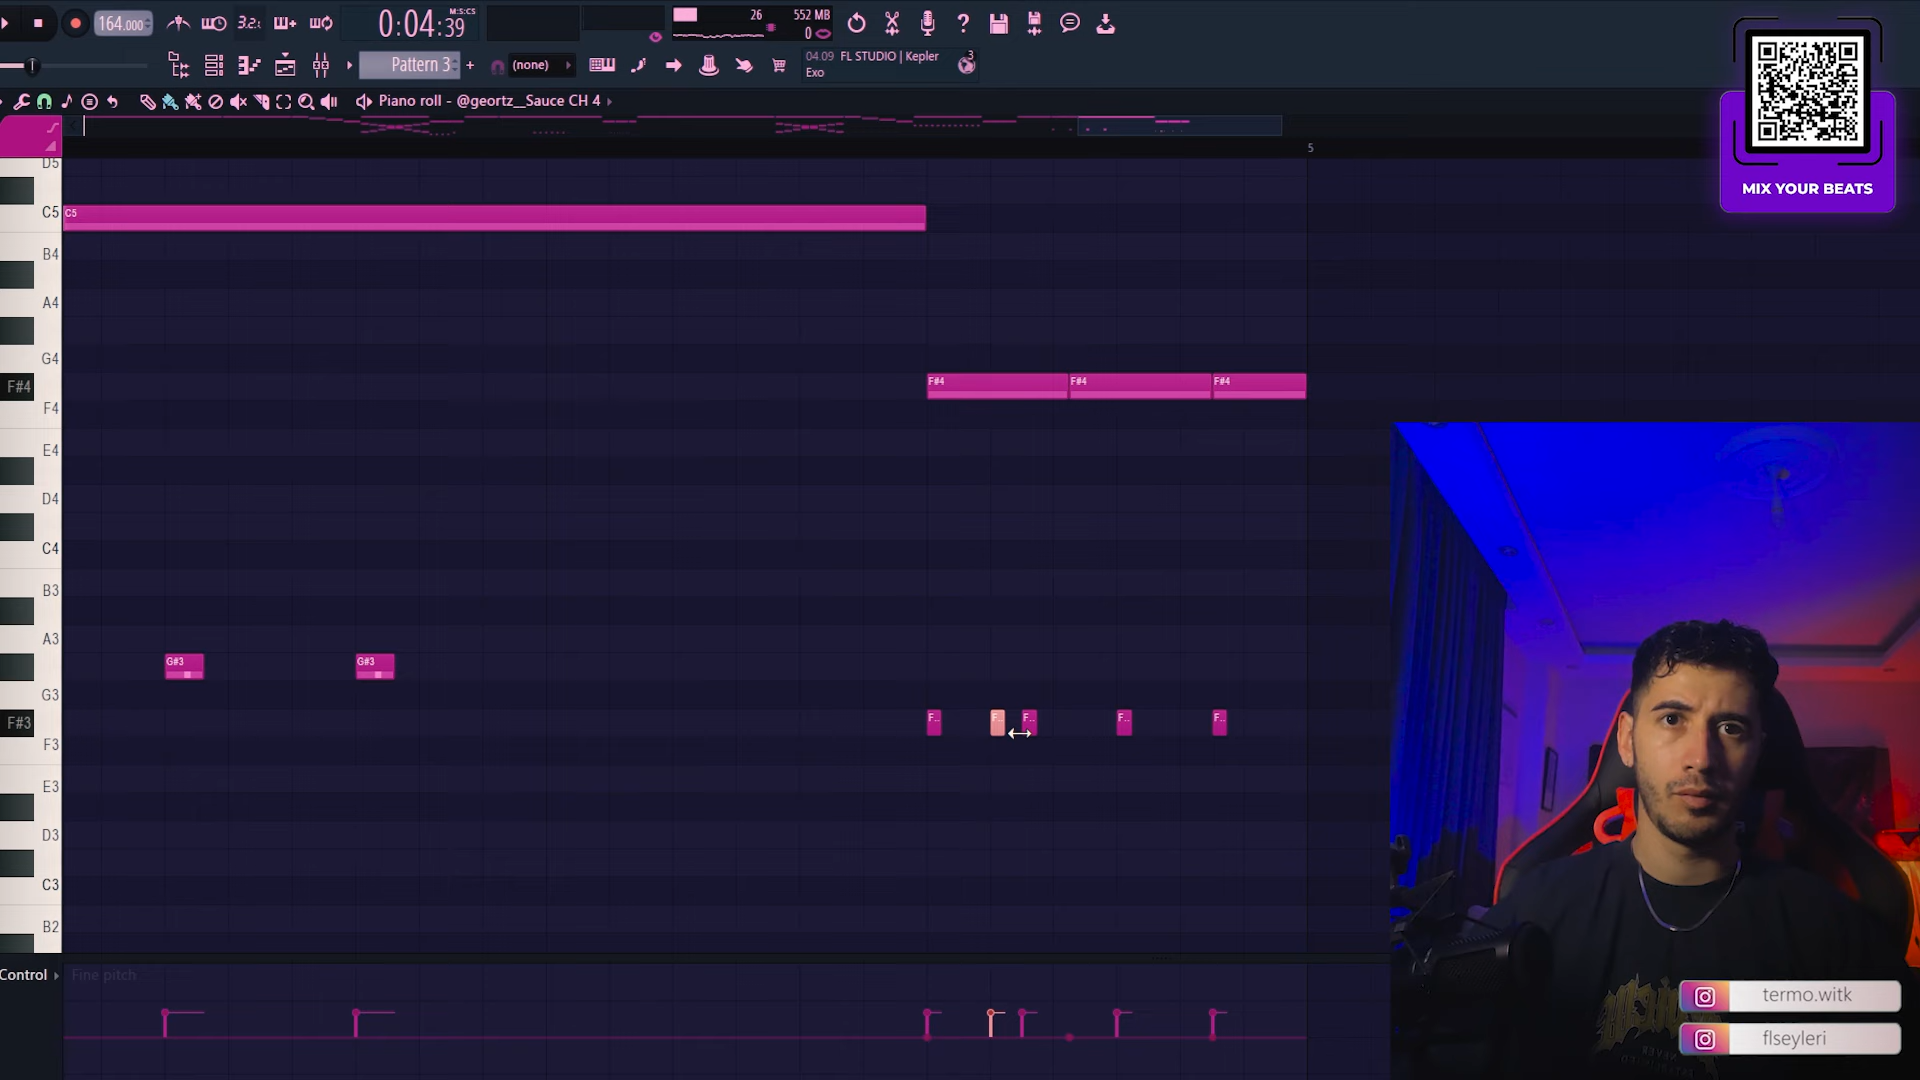 164.000
3.2.
0:04:39
M:S:CS
26
552 MB
0
Pattern 3
(none)
04.09 FL STUDIO | Kepler
Exo
3
Piano roll - @geortz__Sauce CH 4
MIX YOUR BEATS
5
D5
C5
C5
B4
A4
G4
F#4
F#4
F#4
F#4
F4
E4
D4
C4
B3
A3
G#3
G#3
G3
F#3
F..
F..
F..
F..
F..
F3
E3
D3
C3
B2
Control
Fine pitch
termo.witk
flseyleri